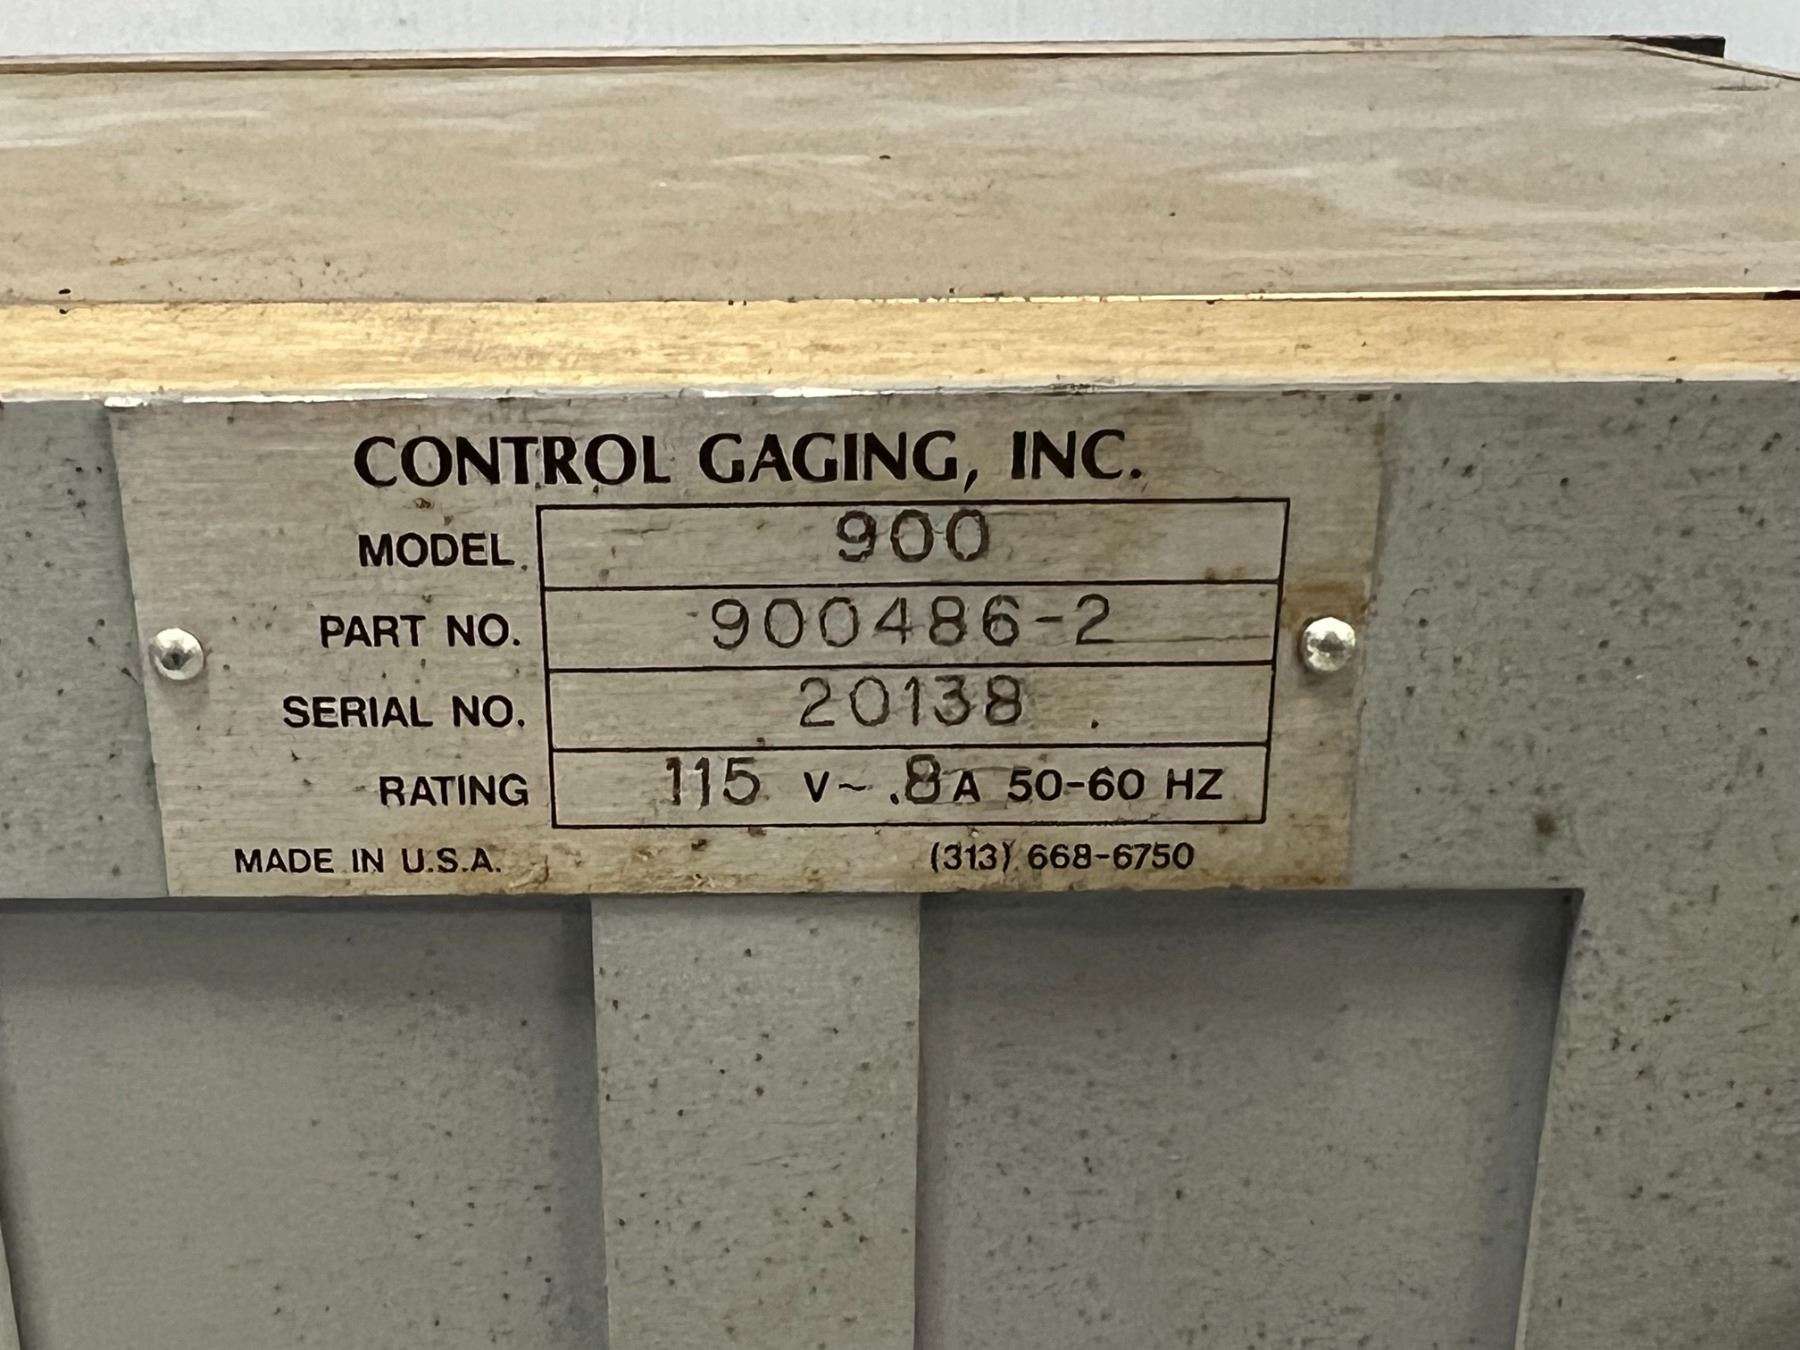 CONTROL GAGING, INC.
MODEL 900
PART NO. 900486-2
SERIAL NO. 20138
RATING 115 V~ .8 A 50-60 HZ
MADE IN U.S.A. (313) 668-6750